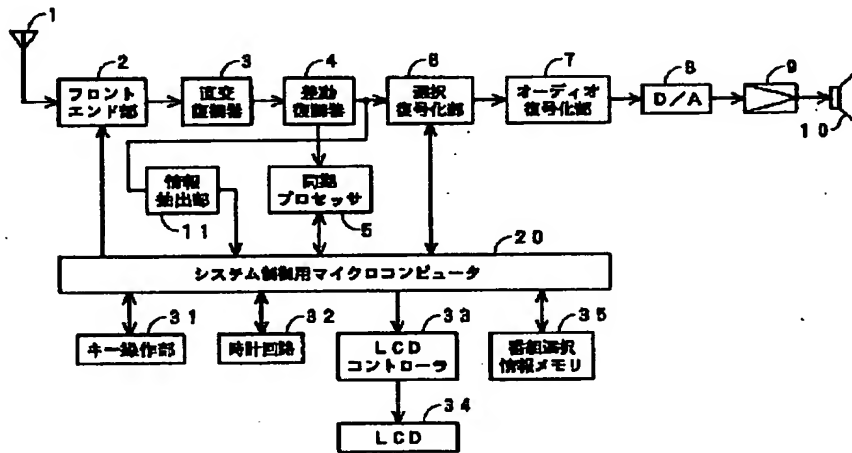 1
2
フロント
エンド部
3
直交
復調器
4
差動
復調器
6
選択
復号化部
7
オーディオ
復号化部
8
D/A
9
10
情報
抽出部
11
同期
プロセッサ
5
20
システム制御用マイクロコンピュータ
31
キー操作部
32
時計回路
33
LCD
コントローラ
35
番組選択
情報メモリ
34
LCD